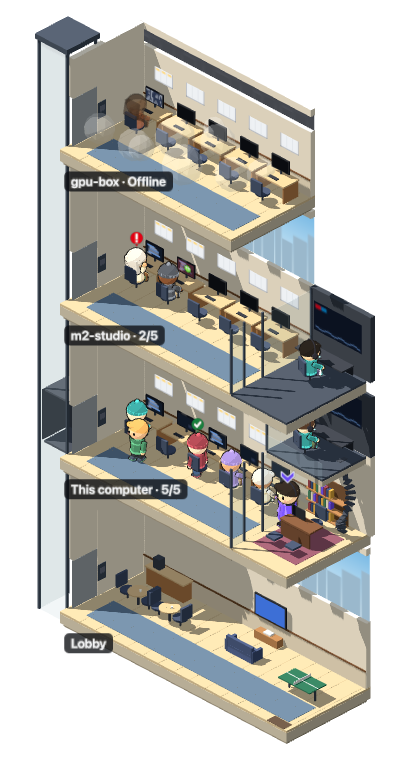 gpu-box · Offline
m2-studio · 2/5
This computer · 5/5
Lobby